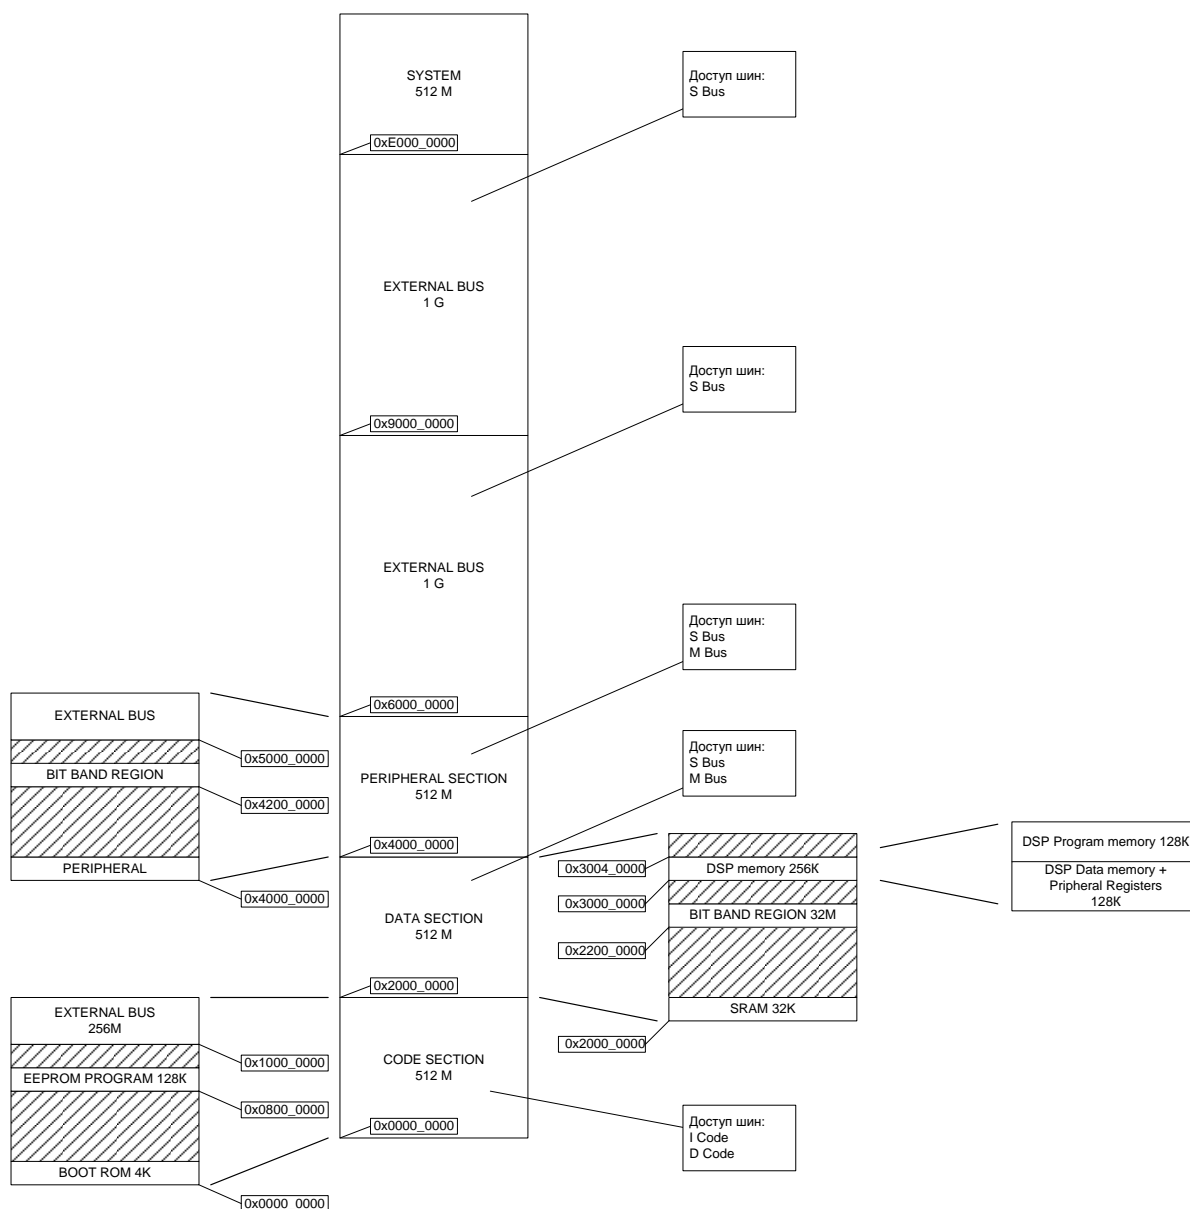 SYSTEM
512 M
0xE000_0000
Доступ шин:
S Bus
EXTERNAL BUS
1 G
0x9000_0000
Доступ шин:
S Bus
EXTERNAL BUS
1 G
0x6000_0000
Доступ шин:
S Bus
M Bus
PERIPHERAL SECTION
512 M
0x4000_0000
Доступ шин:
S Bus
M Bus
EXTERNAL BUS
0x5000_0000
BIT BAND REGION
0x4200_0000
PERIPHERAL
0x4000_0000
DATA SECTION
512 M
0x2000_0000
0x3004_0000
DSP memory 256K
0x3000_0000
BIT BAND REGION 32M
0x2200_0000
SRAM 32K
0x2000_0000
DSP Program memory 128K
DSP Data memory +
Pripheral Registers
128K
EXTERNAL BUS
256M
0x1000_0000
EEPROM PROGRAM 128K
0x0800_0000
BOOT ROM 4K
0x0000_0000
CODE SECTION
512 M
0x0000_0000
Доступ шин:
I Code
D Code